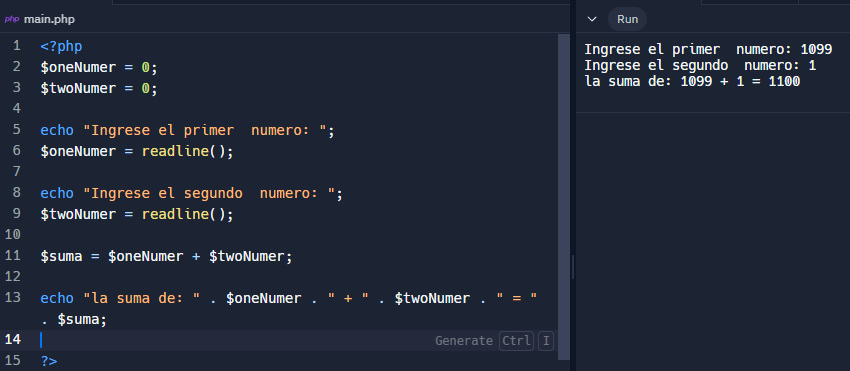 php main.php
1 <?php
2 $oneNumer = 0;
3 $twoNumer = 0;
4
5 echo "Ingrese el primer  numero: ";
6 $oneNumer = readline();
7
8 echo "Ingrese el segundo  numero: ";
9 $twoNumer = readline();
10
11 $suma = $oneNumer + $twoNumer;
12
13 echo "la suma de: " . $oneNumer . " + " . $twoNumer . " = "
. $suma;
14 Generate Ctrl I
15 ?>
Run
Ingrese el primer  numero: 1099
Ingrese el segundo  numero: 1
la suma de: 1099 + 1 = 1100